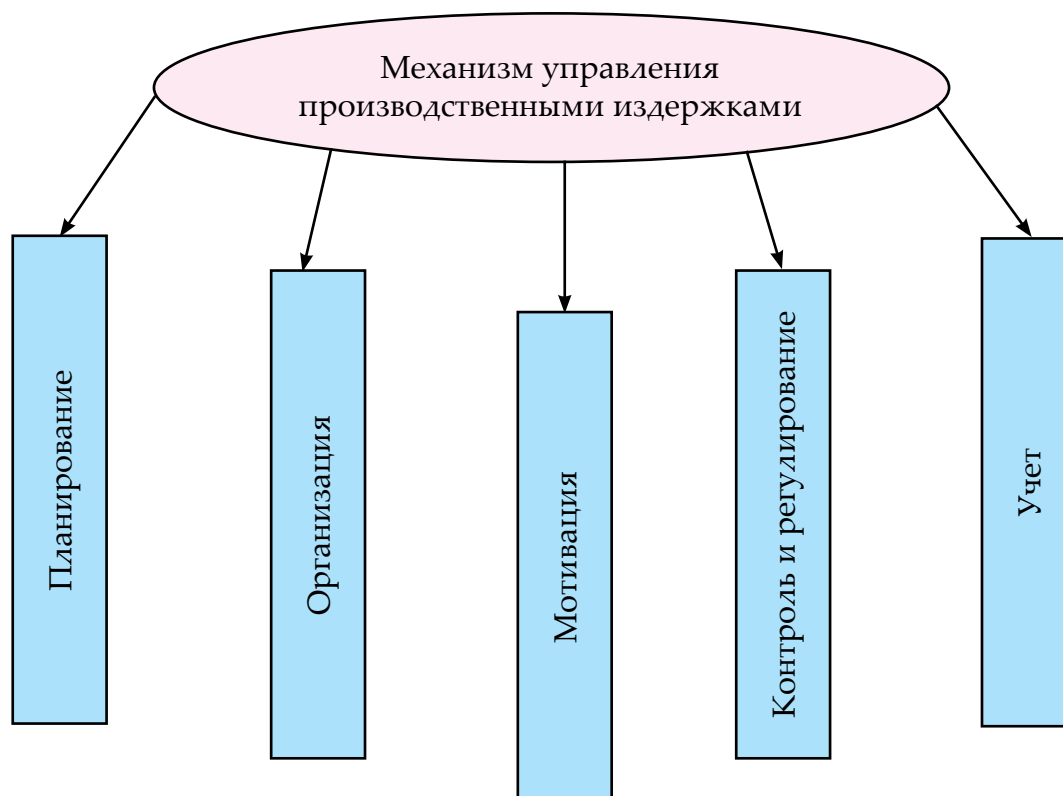 Механизм управления
производственными издержками
Планирование
Организация
Мотивация
Контроль и регулирование
Учет